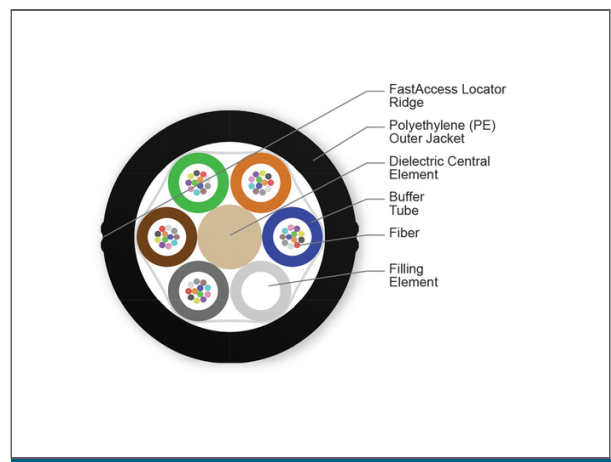 FastAccess Locator
Ridge
Polyethylene (PE)
Outer Jacket
Dielectric Central
Element
Buffer
Tube
Fiber
Filling
Element